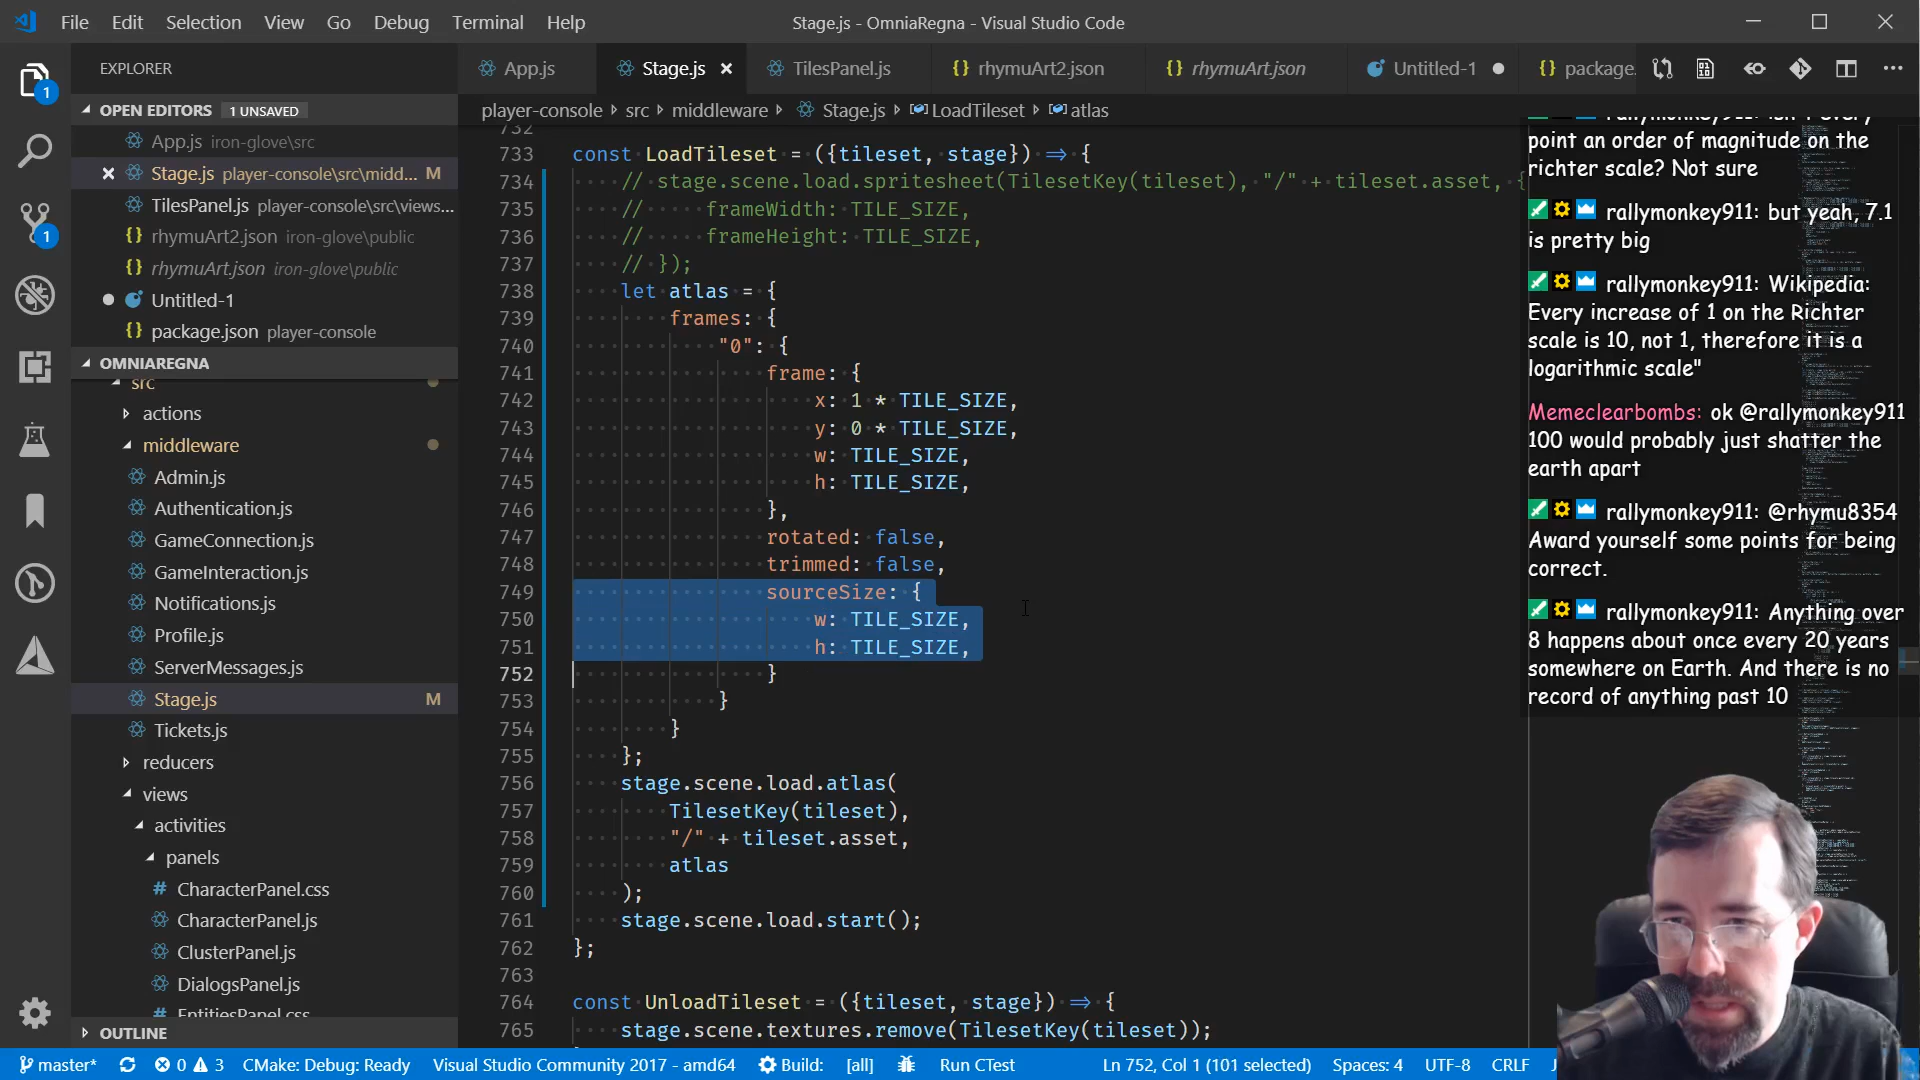 File Edit Selection View Go Debug Terminal Help
Stage.js - OmniaRegna - Visual Studio Code
EXPLORER
App.js
Stage.js
TilesPanel.js
{} rhymuArt2.json
{} rhymuArt.json
Untitled-1
{} package.
OPEN EDITORS 1 UNSAVED
App.js iron-glove\src
Stage.js player-console\src\midd... M
TilesPanel.js player-console\src\views...
{} rhymuArt2.json iron-glove\public
{} rhymuArt.json iron-glove\public
Untitled-1
{} package.json player-console
OMNIAREGNA
src
actions
middleware
Admin.js
Authentication.js
GameConnection.js
GameInteraction.js
Notifications.js
Profile.js
ServerMessages.js
Stage.js M
Tickets.js
reducers
views
activities
panels
# CharacterPanel.css
CharacterPanel.js
ClusterPanel.js
DialogsPanel.js
# EntitiesPanel.css
OUTLINE
1
1
player-console › src › middleware › Stage.js › LoadTileset › atlas
732
733 const LoadTileset = ({tileset, stage}) => {
734 // stage.scene.load.spritesheet(TilesetKey(tileset), "/" + tileset.asset, {
735 // frameWidth: TILE_SIZE,
736 // frameHeight: TILE_SIZE,
737 // });
738 let atlas = {
739 frames: {
740 "0": {
741 frame: {
742 x: 1 * TILE_SIZE,
743 y: 0 * TILE_SIZE,
744 w: TILE_SIZE,
745 h: TILE_SIZE,
746 },
747 rotated: false,
748 trimmed: false,
749 sourceSize: {
750 w: TILE_SIZE,
751 h: TILE_SIZE,
752 }
753 }
754 }
755 };
756 stage.scene.load.atlas(
757 TilesetKey(tileset),
758 "/" + tileset.asset,
759 atlas
760 );
761 stage.scene.load.start();
762 };
763
764 const UnloadTileset = ({tileset, stage}) => {
765 stage.scene.textures.remove(TilesetKey(tileset));
rallymonkey911: isn't every
point an order of magnitude on the
richter scale? Not sure
rallymonkey911: but yeah, 7.1
is pretty big
rallymonkey911: Wikipedia:
Every increase of 1 on the Richter
scale is 10, not 1, therefore it is a
logarithmic scale"
Memeclearbombs: ok @rallymonkey911
100 would probably just shatter the
earth apart
rallymonkey911: @rhymu8354
Award yourself some points for being
correct.
rallymonkey911: Anything over
8 happens about once every 20 years
somewhere on Earth. And there is no
record of anything past 10
master* 0 3 CMake: Debug: Ready Visual Studio Community 2017 - amd64 Build: [all] Run CTest Ln 752, Col 1 (101 selected) Spaces: 4 UTF-8 CRLF